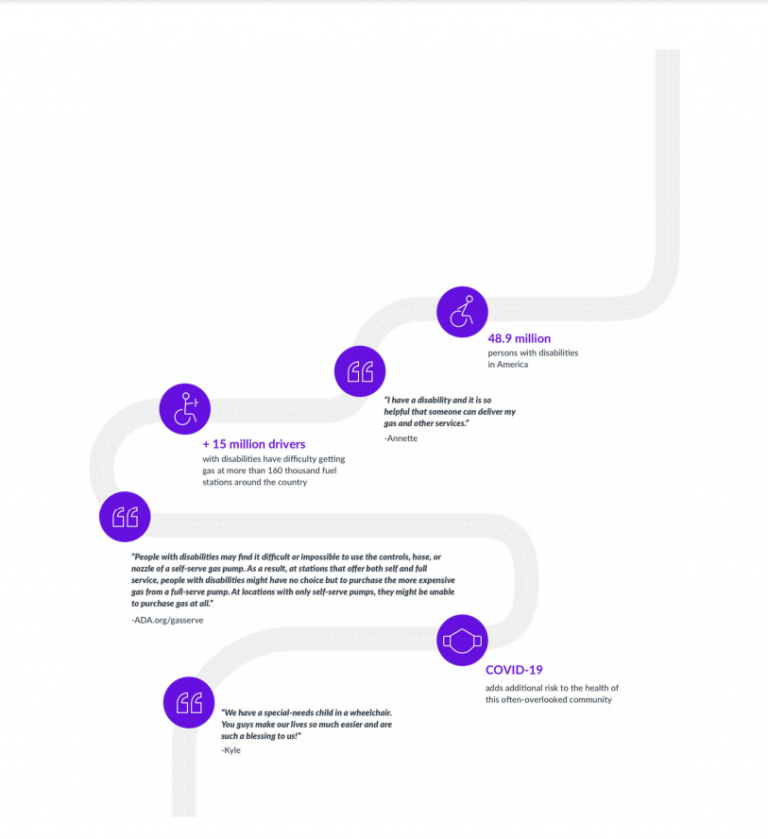 48.9 million
persons with disabilities
in America
"I have a disability and it is so
helpful that someone can deliver my
gas and other services."
-Annette
+ 15 million drivers
with disabilities have difficulty getting
gas at more than 160 thousand fuel
stations around the country
"People with disabilities may find it difficult or impossible to use the controls, hose, or
nozzle of a self-serve gas pump. As a result, at stations that offer both self and full
service, people with disabilities might have no choice but to purchase the more expensive
gas from a full-serve pump. At locations with only self-serve pumps, they might be unable
to purchase gas at all."
-ADA.org/gasserve
COVID-19
adds additional risk to the health of
this often-overlooked community
"We have a special-needs child in a wheelchair.
You guys make our lives so much easier and are
such a blessing to us!"
-Kyle